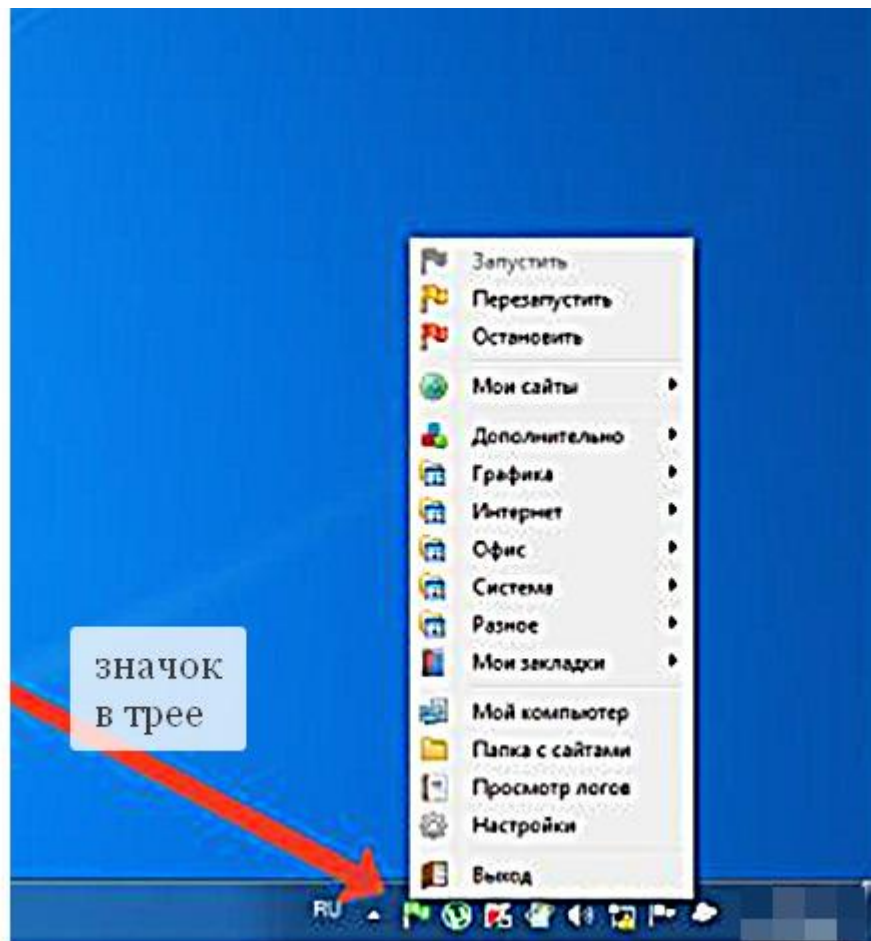 Запустить
Перезапустить
Остановить
Мои сайты
Дополнительно
Графика
Интернет
Офис
Система
Разное
Мои закладки
Мой компьютер
Папка с сайтами
Просмотр логов
Настройки
Выход
значок
в трее
RU